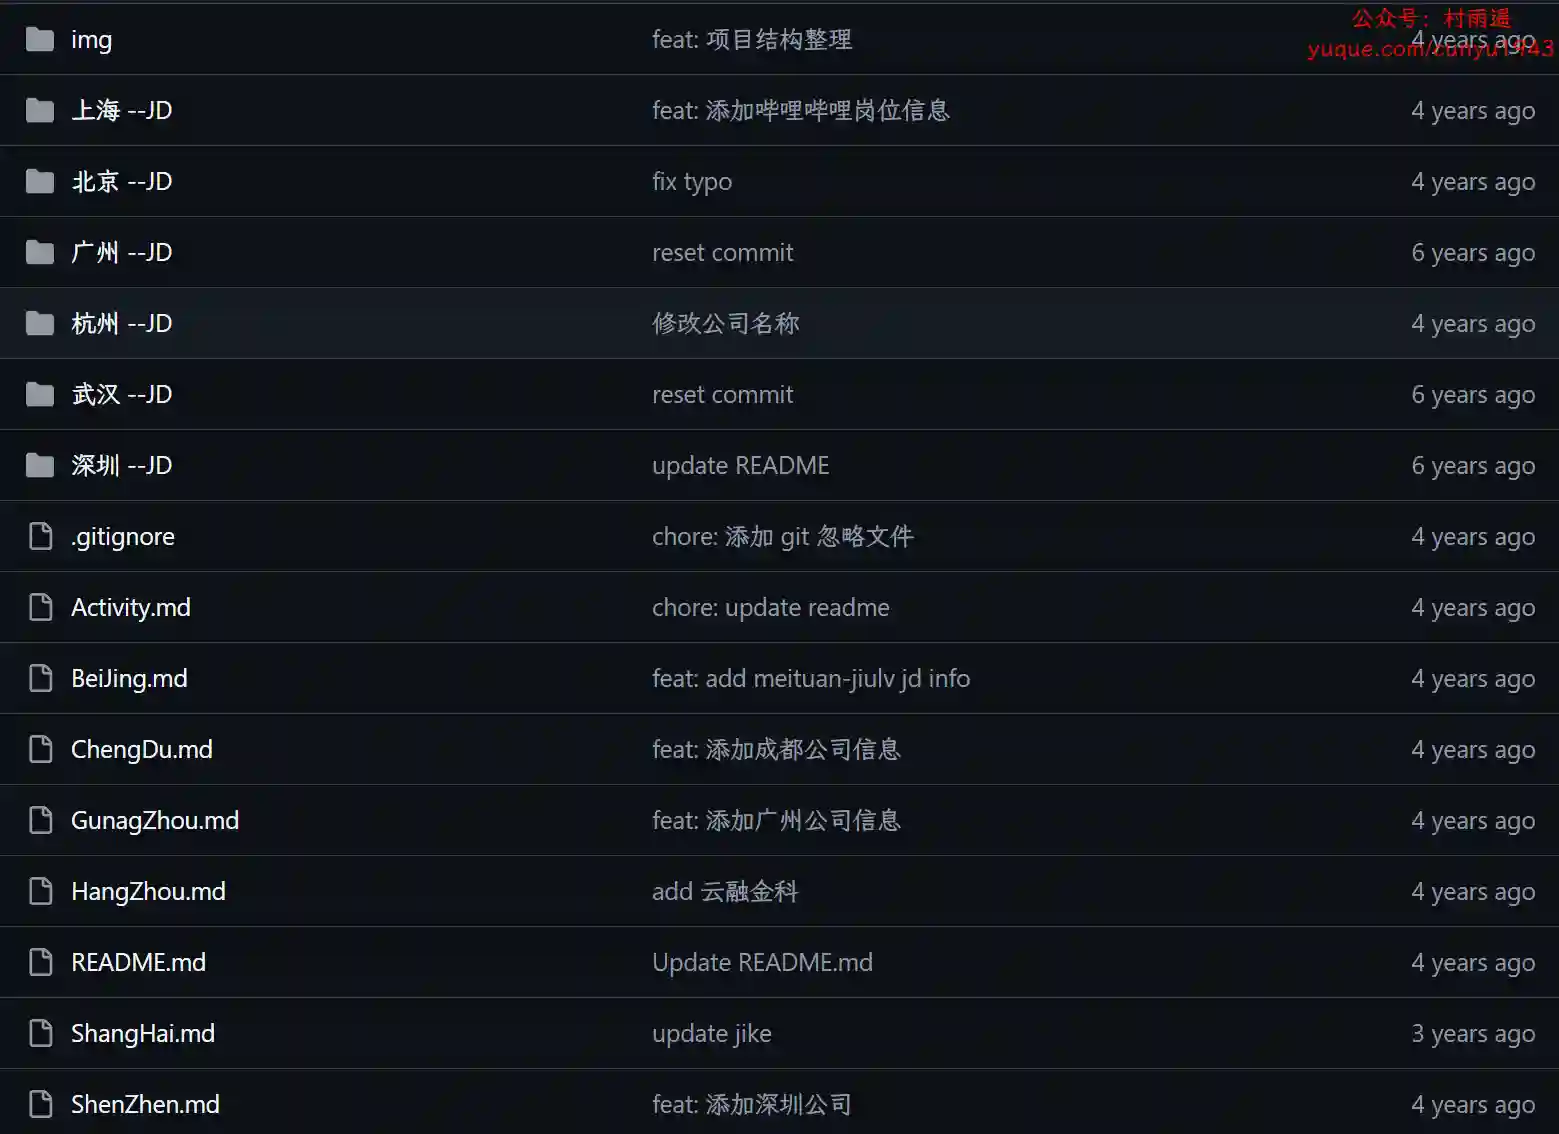 公众号：村雨遥
yuque.com/cunyu1943
img feat: 项目结构整理 4 years ago
上海 --JD feat: 添加哔哩哔哩岗位信息 4 years ago
北京 --JD fix typo 4 years ago
广州 --JD reset commit 6 years ago
杭州 --JD 修改公司名称 4 years ago
武汉 --JD reset commit 6 years ago
深圳 --JD update README 6 years ago
.gitignore chore: 添加 git 忽略文件 4 years ago
Activity.md chore: update readme 4 years ago
BeiJing.md feat: add meituan-jiulv jd info 4 years ago
ChengDu.md feat: 添加成都公司信息 4 years ago
GunagZhou.md feat: 添加广州公司信息 4 years ago
HangZhou.md add 云融金科 4 years ago
README.md Update README.md 4 years ago
ShangHai.md update jike 3 years ago
ShenZhen.md feat: 添加深圳公司 4 years ago